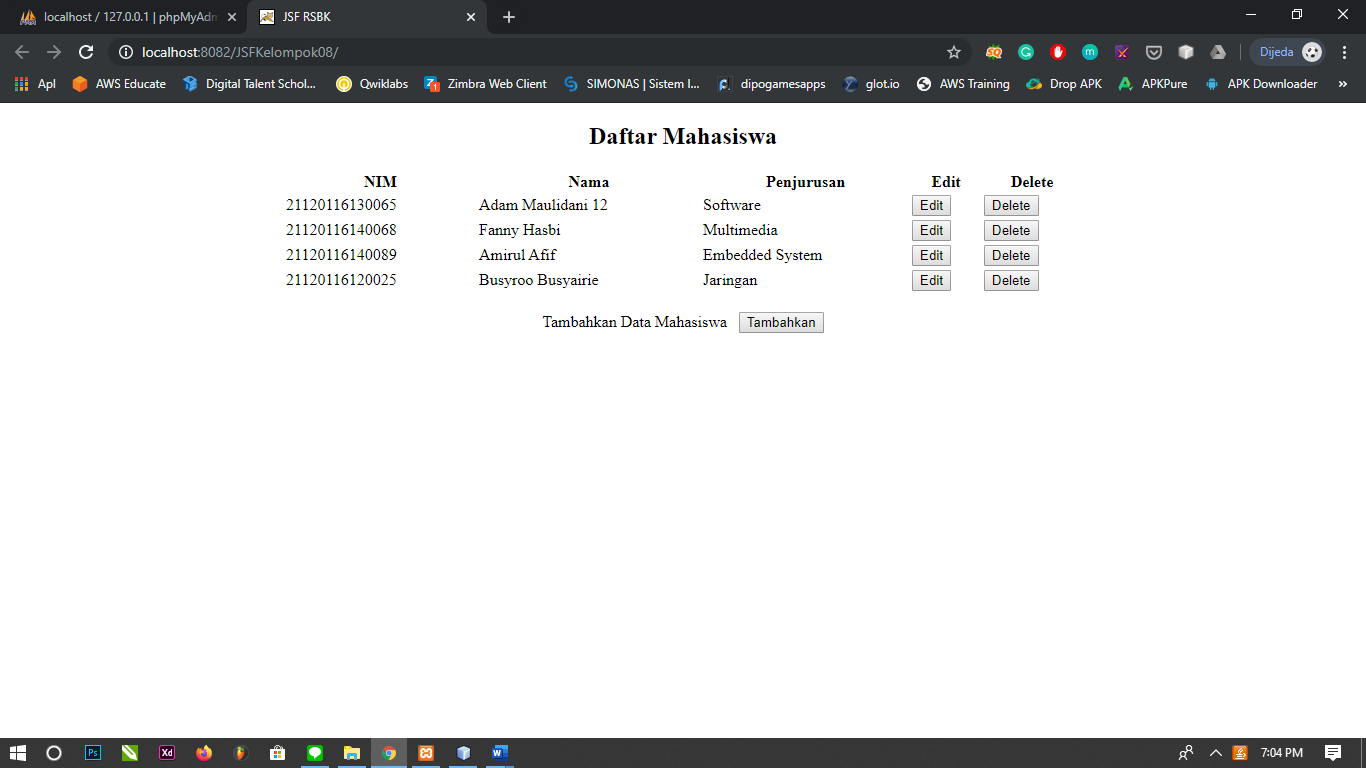 localhost / 127.0.0.1 | phpMyAdm
JSF RSBK
localhost:8082/JSFKelompok08/
Dijeda
Apl AWS Educate Digital Talent Schol... Qwiklabs Zimbra Web Client SIMONAS | Sistem I... dipogamesapps glot.io AWS Training Drop APK APKPure APK Downloader »
Daftar Mahasiswa
NIM Nama Penjurusan Edit Delete
21120116130065 Adam Maulidani 12 Software Edit Delete
21120116140068 Fanny Hasbi Multimedia Edit Delete
21120116140089 Amirul Afif Embedded System Edit Delete
21120116120025 Busyroo Busyairie Jaringan Edit Delete
Tambahkan Data Mahasiswa Tambahkan
Ps Xd W 7:04 PM